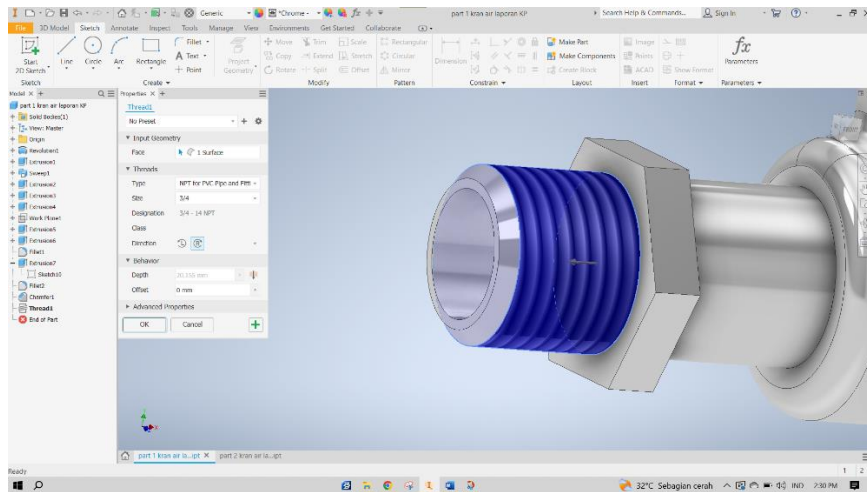 Generic
*Chrome -
part 1 kran air laporan KP
Search Help & Commands...
Sign In
File 3D Model Sketch Annotate Inspect Tools Manage View Environments Get Started Collaborate
Start
2D Sketch
Line
Circle
Arc
Rectangle
Fillet
Text
Point
Project
Geometry
Move
Copy
Rotate
Trim
Extend
Split
Scale
Stretch
Offset
Rectangular
Circular
Mirror
Dimension
Make Part
Make Components
Create Block
Image
Points
ACAD
Show Format
Parameters
Sketch
Create
Modify
Pattern
Constrain
Layout
Insert
Format
Parameters
Model
part 1 kran air laporan KP
Solid Bodies(1)
View: Master
Origin
Revolution1
Extrusion1
Sweep1
Extrusion2
Extrusion3
Extrusion4
Work Plane1
Extrusion5
Extrusion6
Fillet1
Extrusion7
Sketch10
Fillet2
Chamfer1
Thread1
End of Part
Properties
Thread1
No Preset
Input Geometry
Face 1 Surface
Threads
Type NPT for PVC Pipe and Fitti
Size 3/4
Designation 3/4 - 14 NPT
Class
Direction
Behavior
Depth
Offset 0 mm
Advanced Properties
OK Cancel
part 1 kran air la...ipt
part 2 kran air la...ipt
Ready
1 2
32°C Sebagian cerah
IND
2:30 PM